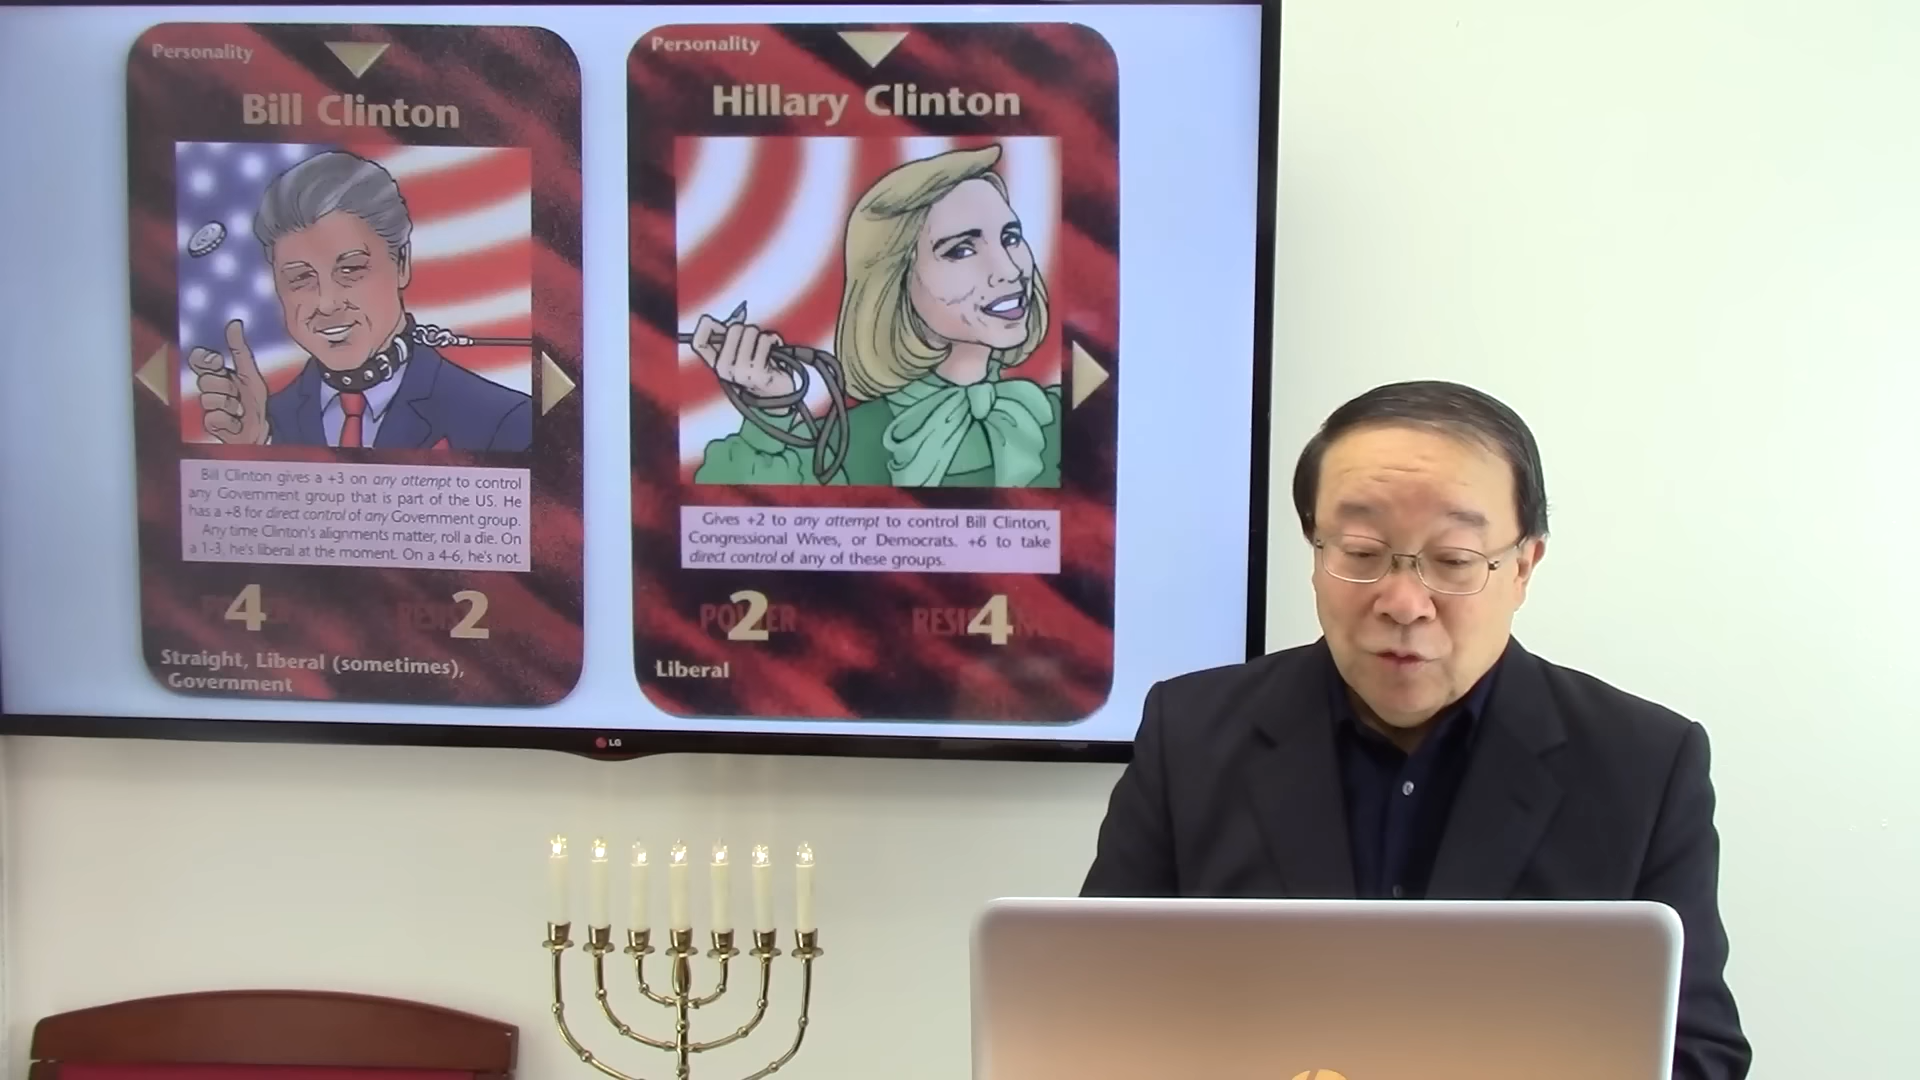 Personality
Bill Clinton
Bill Clinton gives a +3 on any attempt to control
any Government group that is part of the US. He
has a +8 for direct control of any Government group.
Any time Clinton's alignments matter, roll a die. On
a 1-3, he's liberal at the moment. On a 4-6, he's not.
4
2
Straight, Liberal (sometimes),
Government
Personality
Hillary Clinton
Gives +2 to any attempt to control Bill Clinton,
Congressional Wives, or Democrats. +6 to take
direct control of any of these groups.
2
4
Liberal
LG